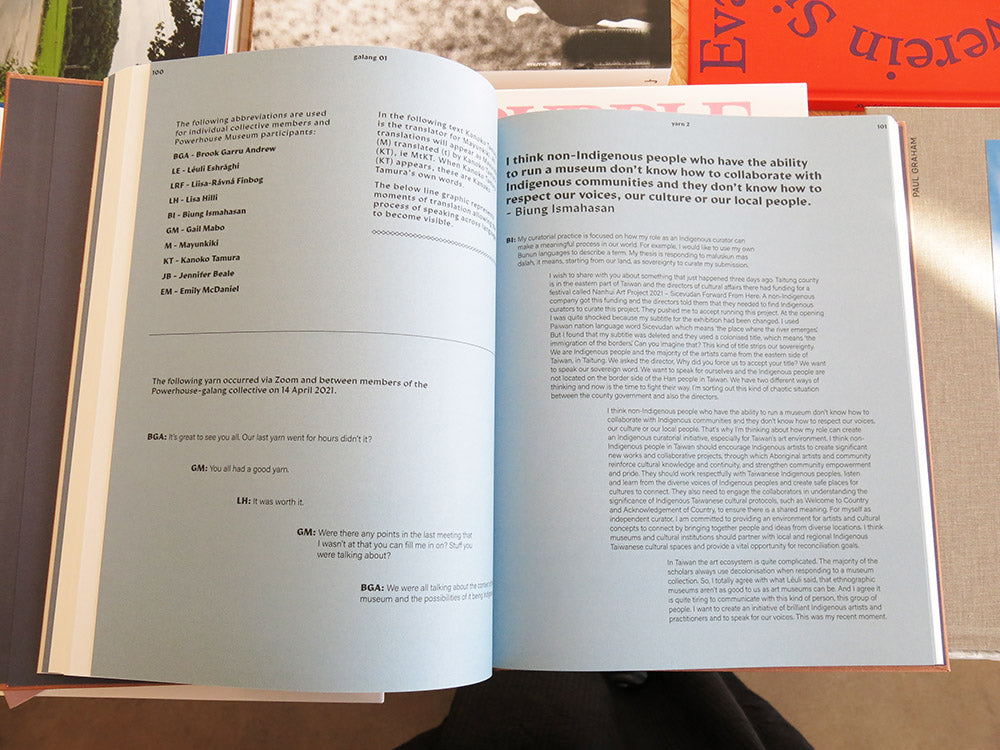 100
galang 01
The following abbreviations are used
for individual collective members and
Powerhouse Museum participants:
BGA – Brook Garru Andrew
LE – Léuli Eshrāghi
LRF – Liisa-Rávná Finbog
LH – Lisa Hilli
BI – Biung Ismahasan
GM – Gail Mabo
M – Mayunkiki
KT – Kanoko Tamura
JB – Jennifer Beale
EM – Emily McDaniel
In the following text Kanoko
is the translator for
translations will appear as
(M) translated (t) by Kanoko
(KT), ie MtKT. When Kanoko
(KT) appears, these are Kanoko
Tamura's own words.
The below line graphic represents
moments of translation allowing
process of speaking across
to become visible.
The following yarn occurred via Zoom and between members of the
Powerhouse-galang collective on 14 April 2021.
BGA: It's great to see you all. Our last yarn went for hours didn't it?
GM: You all had a good yarn.
LH: It was worth it.
GM: Were there any points in the last meeting that
I wasn't at that you can fill me in on? Stuff you
were talking about?
BGA: We were all talking about the context of
museum and the possibilities of it being
yarn 2
101
I think non-Indigenous people who have the ability
to run a museum don't know how to collaborate with
Indigenous communities and they don't know how to
respect our voices, our culture or our local people.
– Biung Ismahasan
BI: My curatorial practice is focused on how my role as an Indigenous curator can
make a meaningful process in our world. For example, I would like to use my own
Bunun languages to describe a term. My thesis is responding to maluskun mas
dalah, it means, starting from our land, as sovereignty to curate my submission.
I wish to share with you about something that just happened three days ago. Taitung county
is in the eastern part of Taiwan and the directors of cultural affairs there had funding for a
festival called Nanhui Art Project 2021 – Sicevudan Forward From Here. A non-Indigenous
company got this funding and the directors told them that they needed to find Indigenous
curators to curate this project. They pushed me to accept running this project. At the opening
I was quite shocked because my subtitle for the exhibition had been changed. I used
Paiwan nation language word Sicevudan which means 'the place where the river emerges'.
But I found that my subtitle was deleted and they used a colonised title, which means 'the
immigration of the borders'. Can you imagine that? This kind of title strips our sovereignty.
We are Indigenous people and the majority of the artists came from the eastern side of
Taiwan, in Taitung. We asked the director, Why did you force us to accept your title? We want
to speak our sovereign word. We want to speak for ourselves and the Indigenous people are
not located on the border side of the Han people in Taiwan. We have two different ways of
thinking and now is the time to fight their way. I'm sorting out this kind of chaotic situation
between the county government and also the directors.
I think non-Indigenous people who have the ability to run a museum don't know how to
collaborate with Indigenous communities and they don't know how to respect our voices,
our culture or our local people. That's why I'm thinking about how my role can create
an Indigenous curatorial initiative, especially for Taiwan's art environment. I think non-
Indigenous people in Taiwan should encourage Indigenous artists to create significant
new works and collaborative projects, through which Aboriginal artists and community
reinforce cultural knowledge and continuity, and strengthen community empowerment
and pride. They should work respectfully with Taiwanese Indigenous peoples, listen
and learn from the diverse voices of Indigenous peoples and create safe places for
cultures to connect. They also need to engage the collaborators in understanding the
significance of Indigenous Taiwanese cultural protocols, such as Welcome to Country
and Acknowledgement of Country, to ensure there is a shared meaning. For myself as
independent curator, I am committed to providing an environment for artists and cultural
concepts to connect by bringing together people and ideas from diverse locations. I think
museums and cultural institutions should partner with local and regional Indigenous
Taiwanese cultural spaces and provide a vital opportunity for reconciliation goals.
In Taiwan the art ecosystem is quite complicated. The majority of the
scholars always use decolonisation when responding to a museum
collection. So, I totally agree with what Léuli said, that ethnographic
museums aren't as good to us as art museums can be. And I agree it
is quite tiring to communicate with this kind of person, this group of
people. I want to create an initiative of brilliant Indigenous artists and
practitioners and to speak for our voices. This was my recent moment.
PAUL GRAHAM
Eva
verein